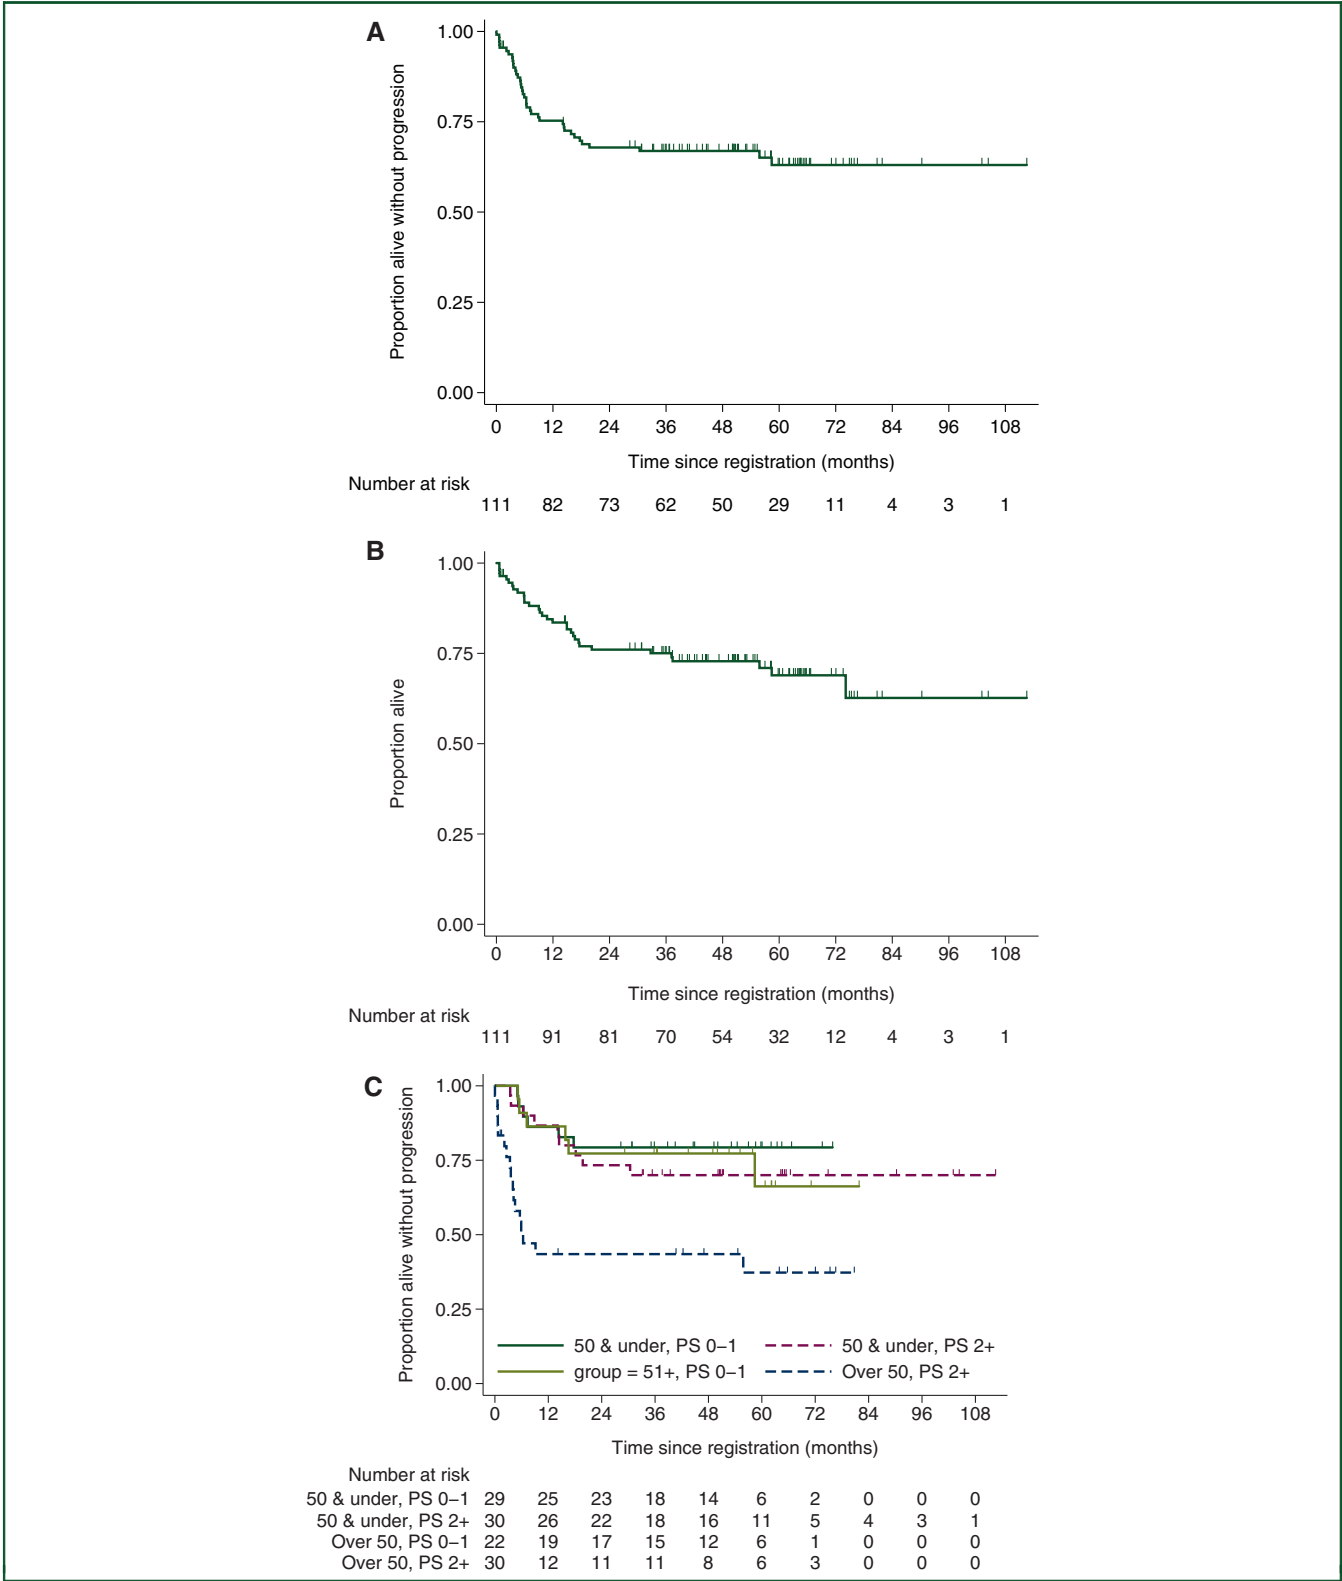 A
Proportion alive without progression
1.00
0.75
0.50
0.25
0.00
0 12 24 36 48 60 72 84 96 108
Time since registration (months)
Number at risk
111 82 73 62 50 29 11 4 3 1
B
Proportion alive
1.00
0.75
0.50
0.25
0.00
0 12 24 36 48 60 72 84 96 108
Time since registration (months)
Number at risk
111 91 81 70 54 32 12 4 3 1
C
Proportion alive without progression
1.00
0.75
0.50
0.25
0.00
50 & under, PS 0–1 50 & under, PS 2+
group = 51+, PS 0–1 Over 50, PS 2+
0 12 24 36 48 60 72 84 96 108
Time since registration (months)
Number at risk
50 & under, PS 0–1 29 25 23 18 14 6 2 0 0 0
50 & under, PS 2+ 30 26 22 18 16 11 5 4 3 1
Over 50, PS 0–1 22 19 17 15 12 6 1 0 0 0
Over 50, PS 2+ 30 12 11 11 8 6 3 0 0 0